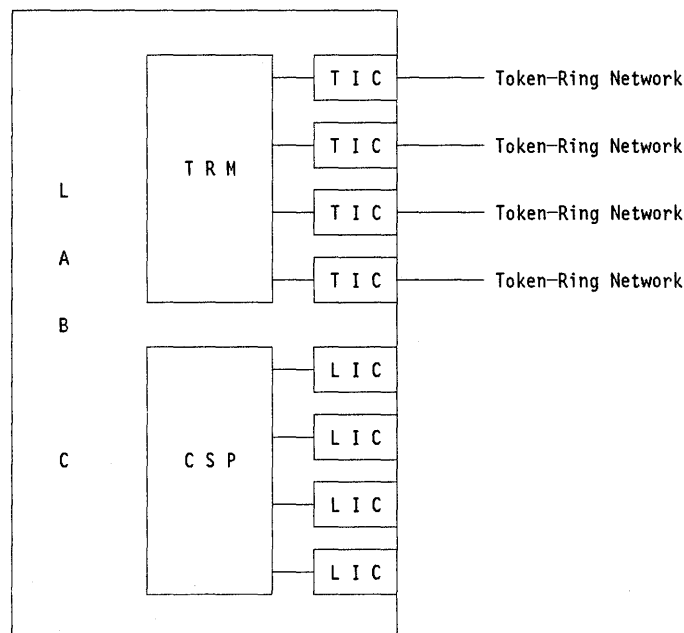 T I C Token-Ring Network
T I C Token-Ring Network
T R M
L
T I C Token-Ring Network
A
T I C Token-Ring Network
B
L I C
L I C
C
C S P
L I C
L I C